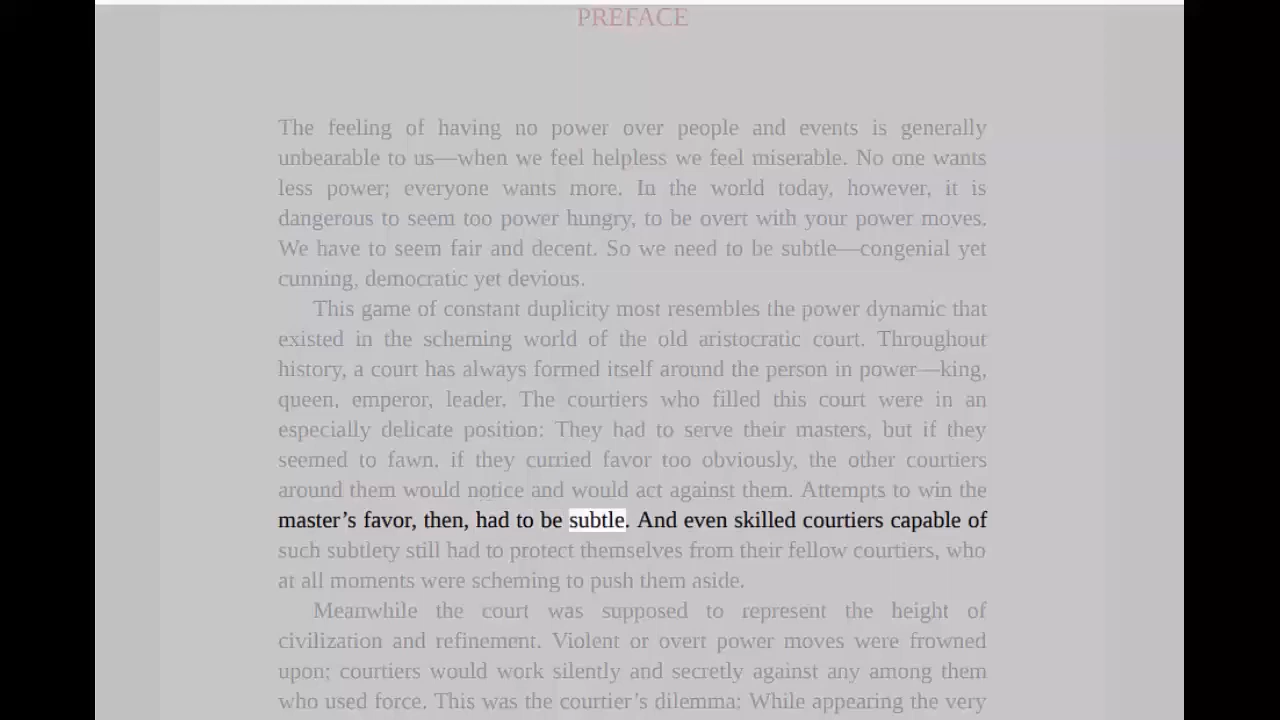 PREFACE
The feeling of having no power over people and events is generally
unbearable to us—when we feel helpless we feel miserable. No one wants
less power; everyone wants more. In the world today, however, it is
dangerous to seem too power hungry, to be overt with your power moves.
We have to seem fair and decent. So we need to be subtle—congenial yet
cunning, democratic yet devious.
This game of constant duplicity most resembles the power dynamic that
existed in the scheming world of the old aristocratic court. Throughout
history, a court has always formed itself around the person in power—king,
queen, emperor, leader. The courtiers who filled this court were in an
especially delicate position: They had to serve their masters, but if they
seemed to fawn, if they curried favor too obviously, the other courtiers
around them would notice and would act against them. Attempts to win the
master’s favor, then, had to be subtle. And even skilled courtiers capable of
such subtlety still had to protect themselves from their fellow courtiers, who
at all moments were scheming to push them aside.
Meanwhile the court was supposed to represent the height of
civilization and refinement. Violent or overt power moves were frowned
upon; courtiers would work silently and secretly against any among them
who used force. This was the courtier’s dilemma: While appearing the very